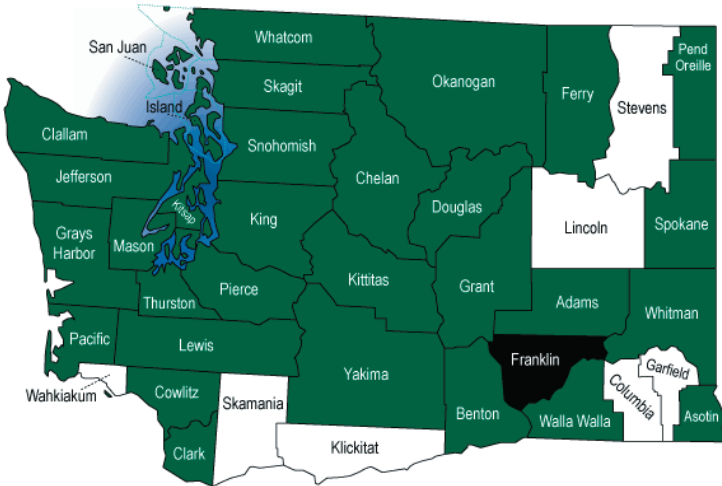 Whatcom
San Juan
Skagit
Island
Okanogan
Ferry
Stevens
Pend
Oreille
Clallam
Snohomish
Jefferson
Chelan
Kitsap
Douglas
King
Lincoln
Spokane
Grays
Harbor
Mason
Kittitas
Grant
Pierce
Thurston
Adams
Whitman
Pacific
Lewis
Franklin
Garfield
Yakima
Wahkiakum
Cowlitz
Skamania
Columbia
Benton
Walla Walla
Asotin
Clark
Klickitat